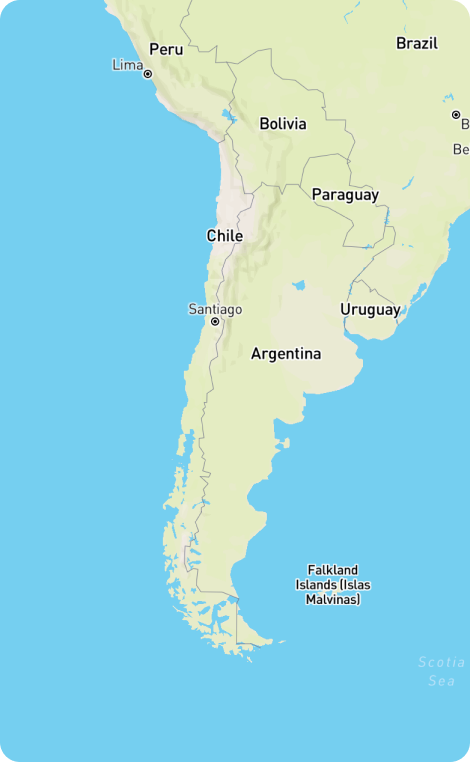 Peru
Brazil
Lima
B
Bolivia
Be
Paraguay
Chile
Santiago
Uruguay
Argentina
Falkland
Islands (Islas
Malvinas)
Scotia
Sea